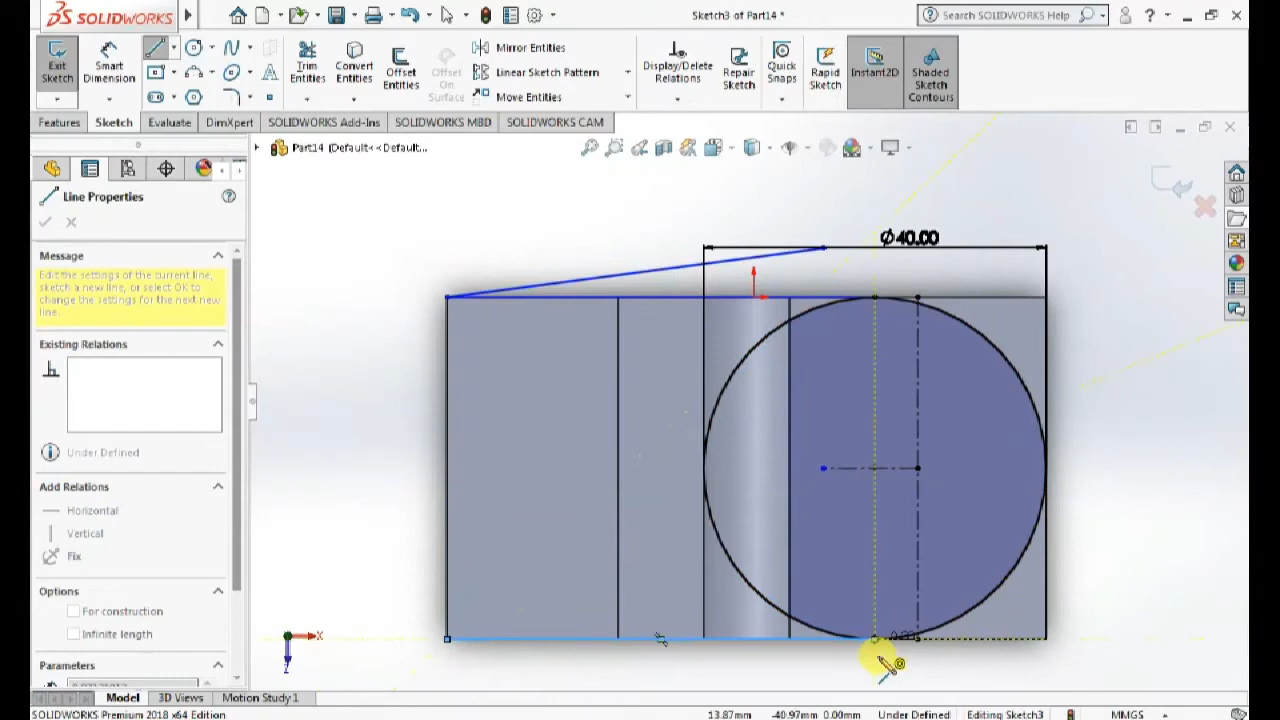 SOLIDWORKS
Sketch3 of Part14 *
Search SOLIDWORKS Help
Exit Sketch
Smart Dimension
Trim Entities
Convert Entities
Offset Entities
Offset On Surface
Mirror Entities
Linear Sketch Pattern
Move Entities
Display/Delete Relations
Repair Sketch
Quick Snaps
Rapid Sketch
Instant2D
Shaded Sketch Contours
Features Sketch Evaluate DimXpert SOLIDWORKS Add-Ins SOLIDWORKS MBD SOLIDWORKS CAM
Part14 (Default<<Default...
Line Properties
Message
Edit the settings of the current line,
sketch a new line, or select OK to
change the settings for the next new
line.
Existing Relations
Under Defined
Add Relations
Horizontal
Vertical
Fix
Options
For construction
Infinite length
Parameters
Ø40.00
X
Z
Model 3D Views Motion Study 1
SOLIDWORKS Premium 2018 x64 Edition 13.87mm -40.97mm 0.00mm Under Defined Editing Sketch3 MMGS